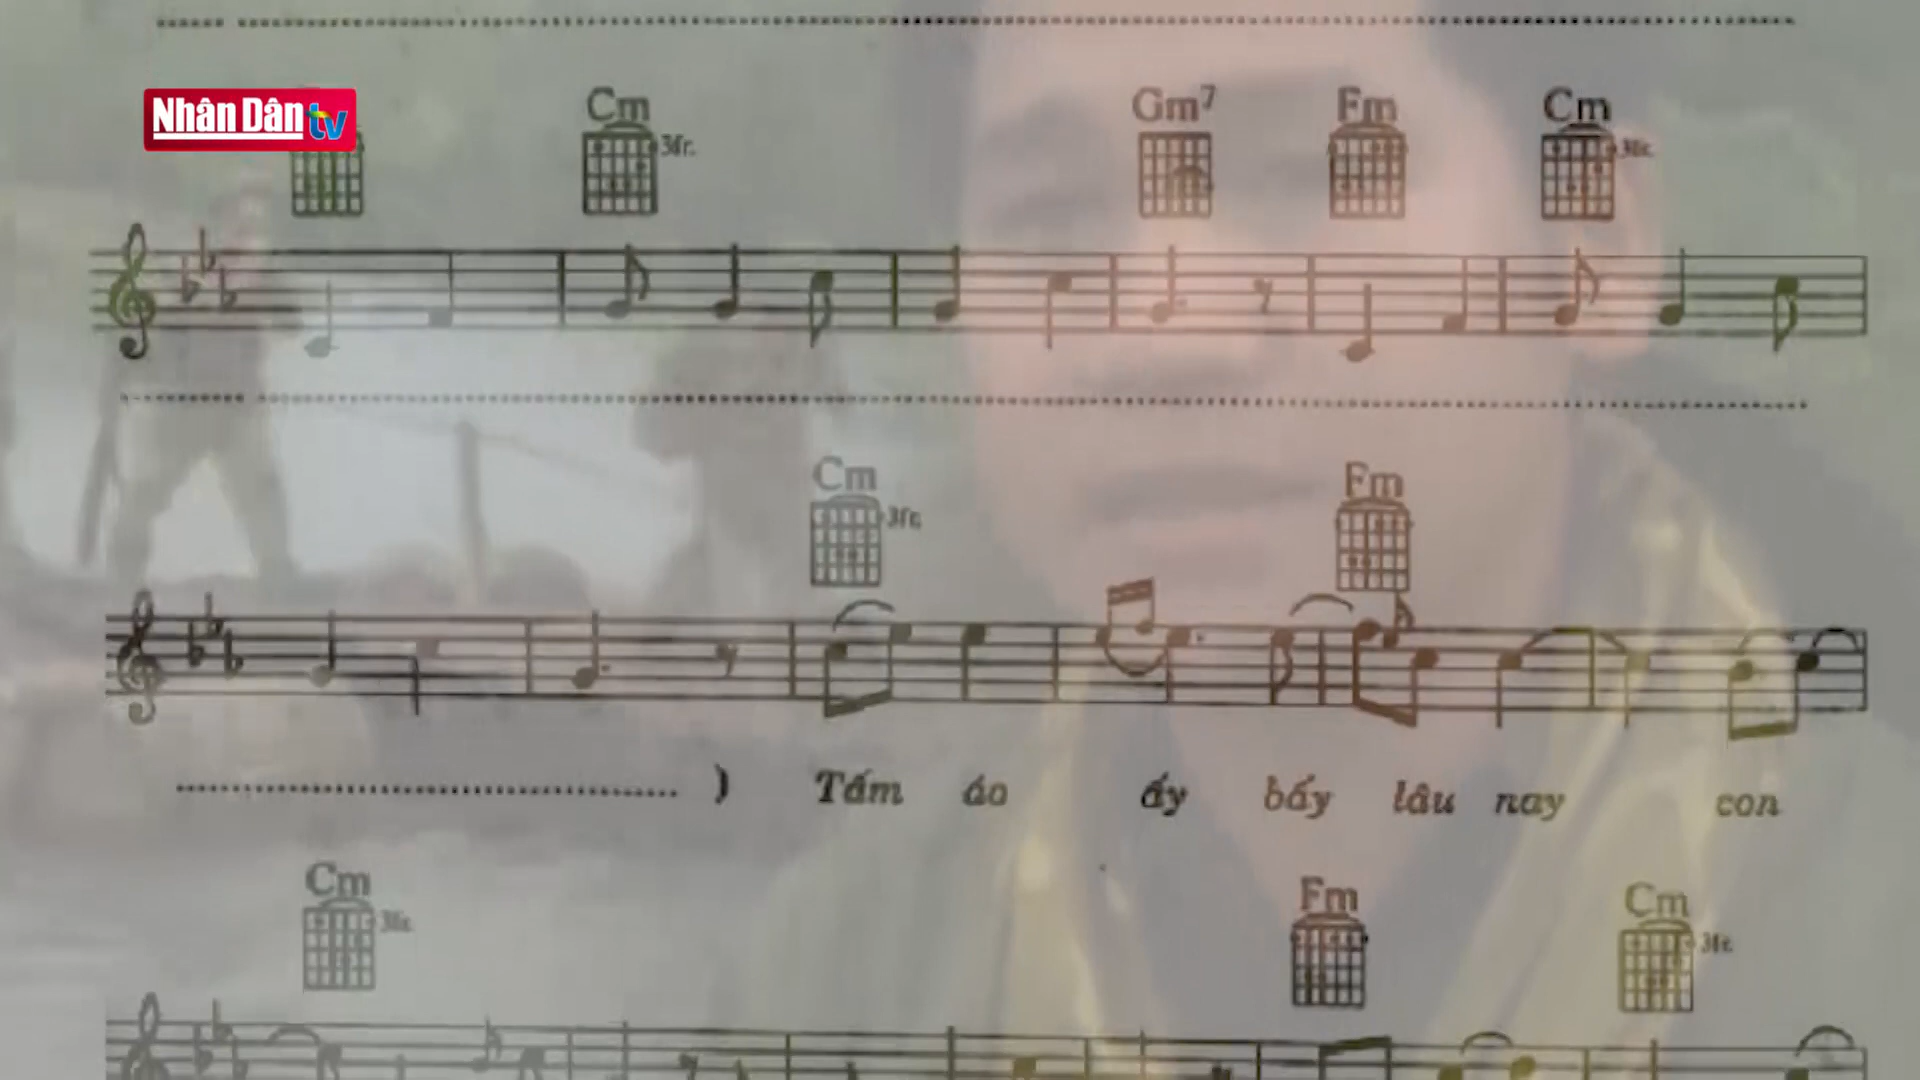 Nhân Dân tv
Cm Gm7 Fm Cm
3fr. 3fr.
Cm Fm
3fr.
) Tấm áo ấy bấy lâu nay con
Cm Fm Cm
3fr. 3fr.